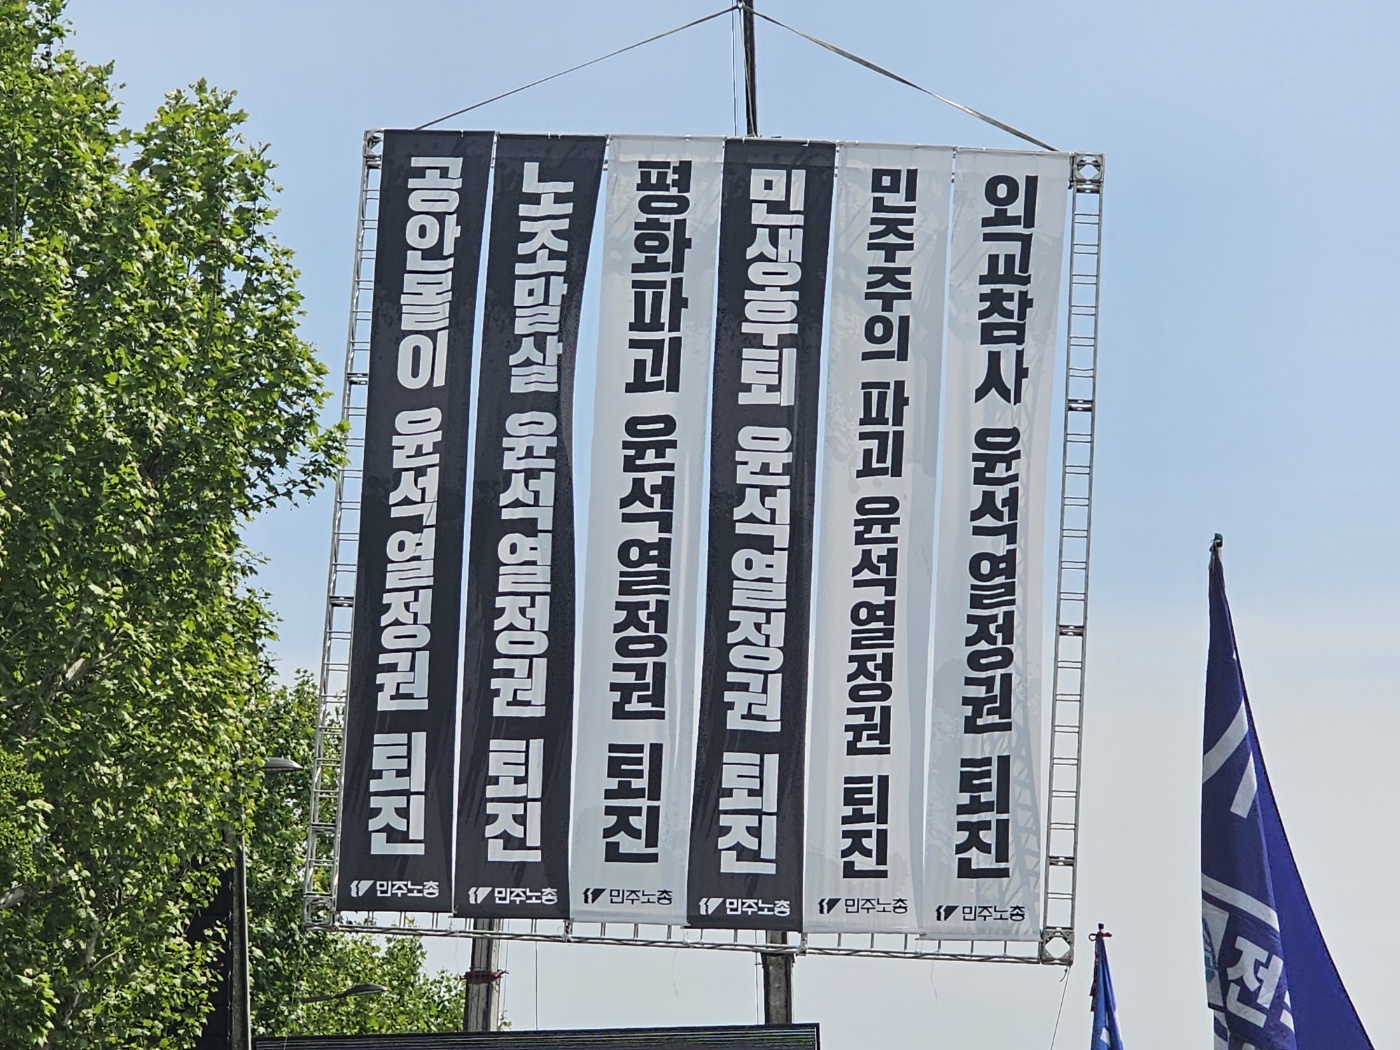 공안몰이 윤석열정권 퇴진
민주노총
노조말살 윤석열정권 퇴진
민주노총
평화파괴 윤석열정권 퇴진
민주노총
민생후퇴 윤석열정권 퇴진
민주노총
민주주의 파괴 윤석열정권 퇴진
민주노총
외교참사 윤석열정권 퇴진
민주노총
전